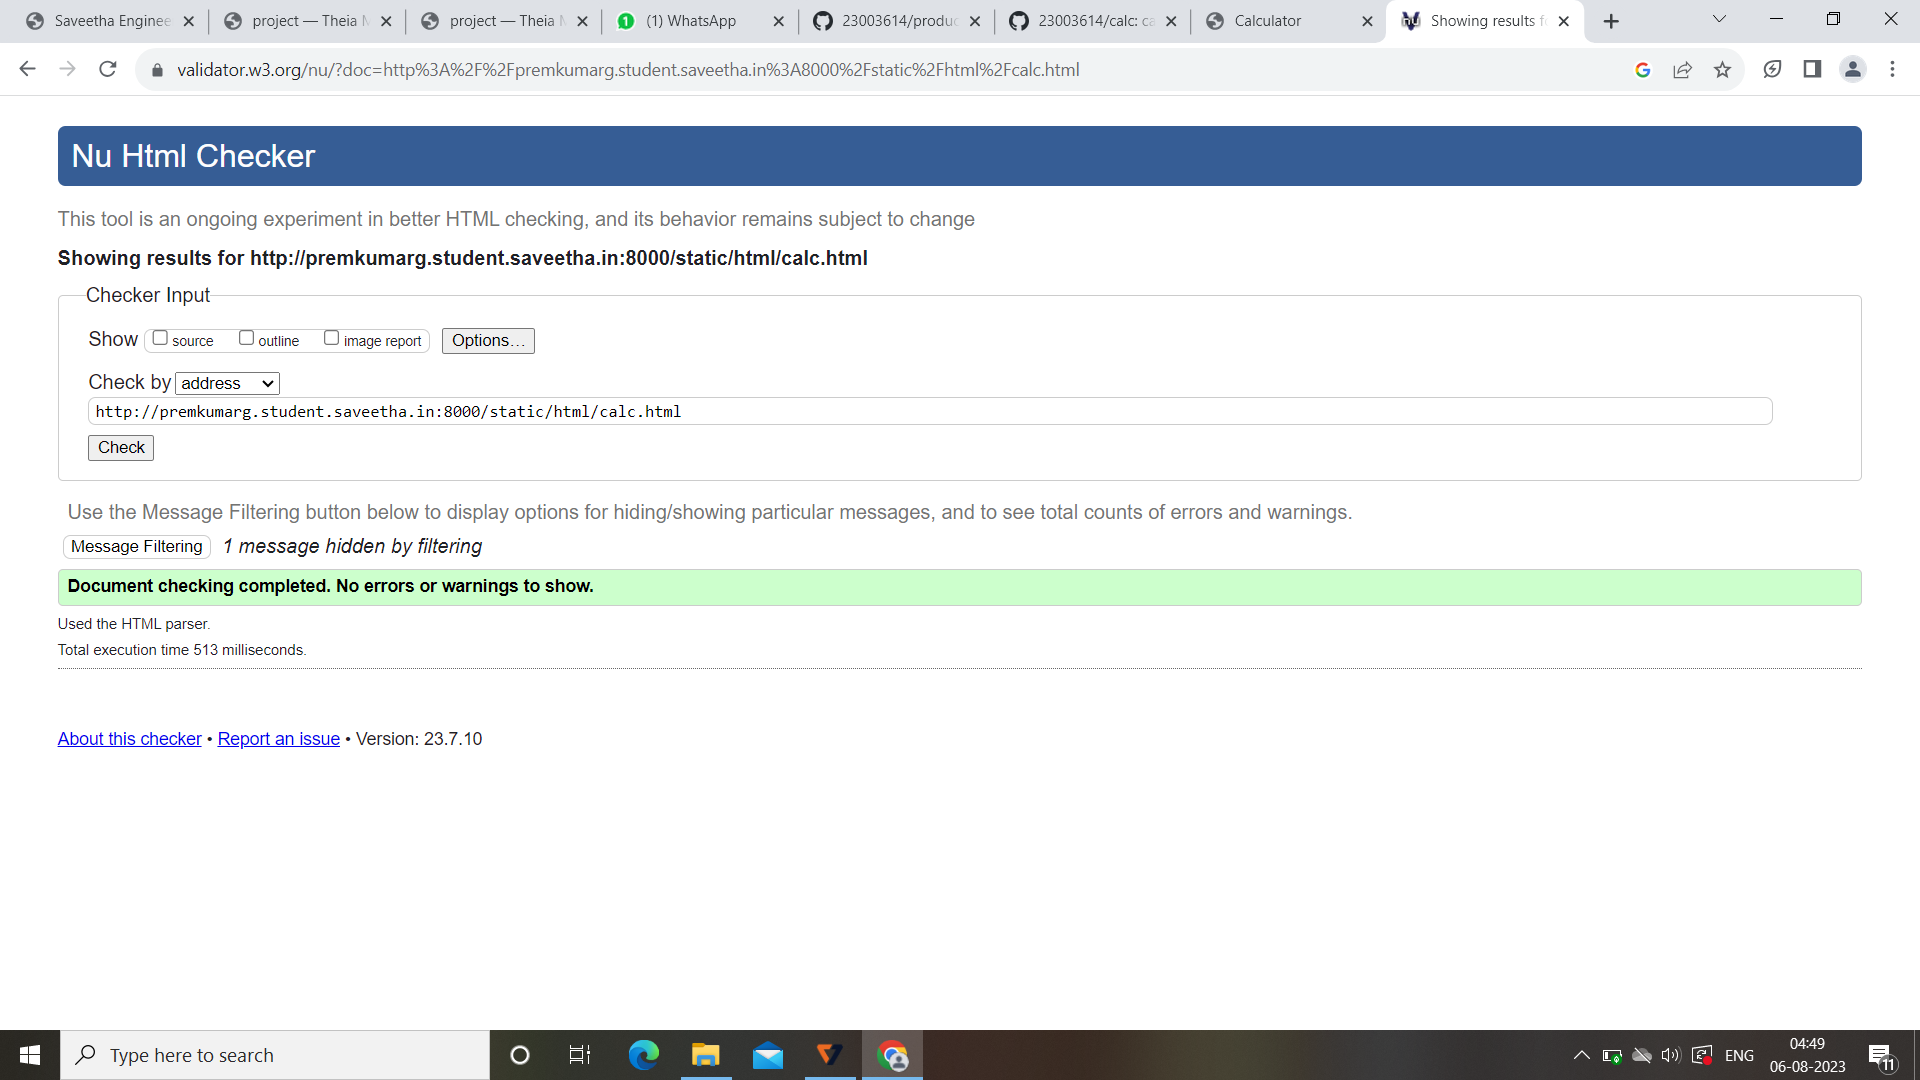 Saveetha Enginee
project — Theia
project — Theia
(1) WhatsApp
23003614/produc
23003614/calc: ca
Calculator
Showing results f
validator.w3.org/nu/?doc=http%3A%2F%2Fpremkumarg.student.saveetha.in%3A8000%2Fstatic%2Fhtml%2Fcalc.html
Nu Html Checker
This tool is an ongoing experiment in better HTML checking, and its behavior remains subject to change
Showing results for http://premkumarg.student.saveetha.in:8000/static/html/calc.html
Checker Input
Show source outline image report Options...
Check by address
http://premkumarg.student.saveetha.in:8000/static/html/calc.html
Check
Use the Message Filtering button below to display options for hiding/showing particular messages, and to see total counts of errors and warnings.
Message Filtering 1 message hidden by filtering
Document checking completed. No errors or warnings to show.
Used the HTML parser.
Total execution time 513 milliseconds.
About this checker • Report an issue • Version: 23.7.10
Type here to search
ENG
04:49
06-08-2023
11